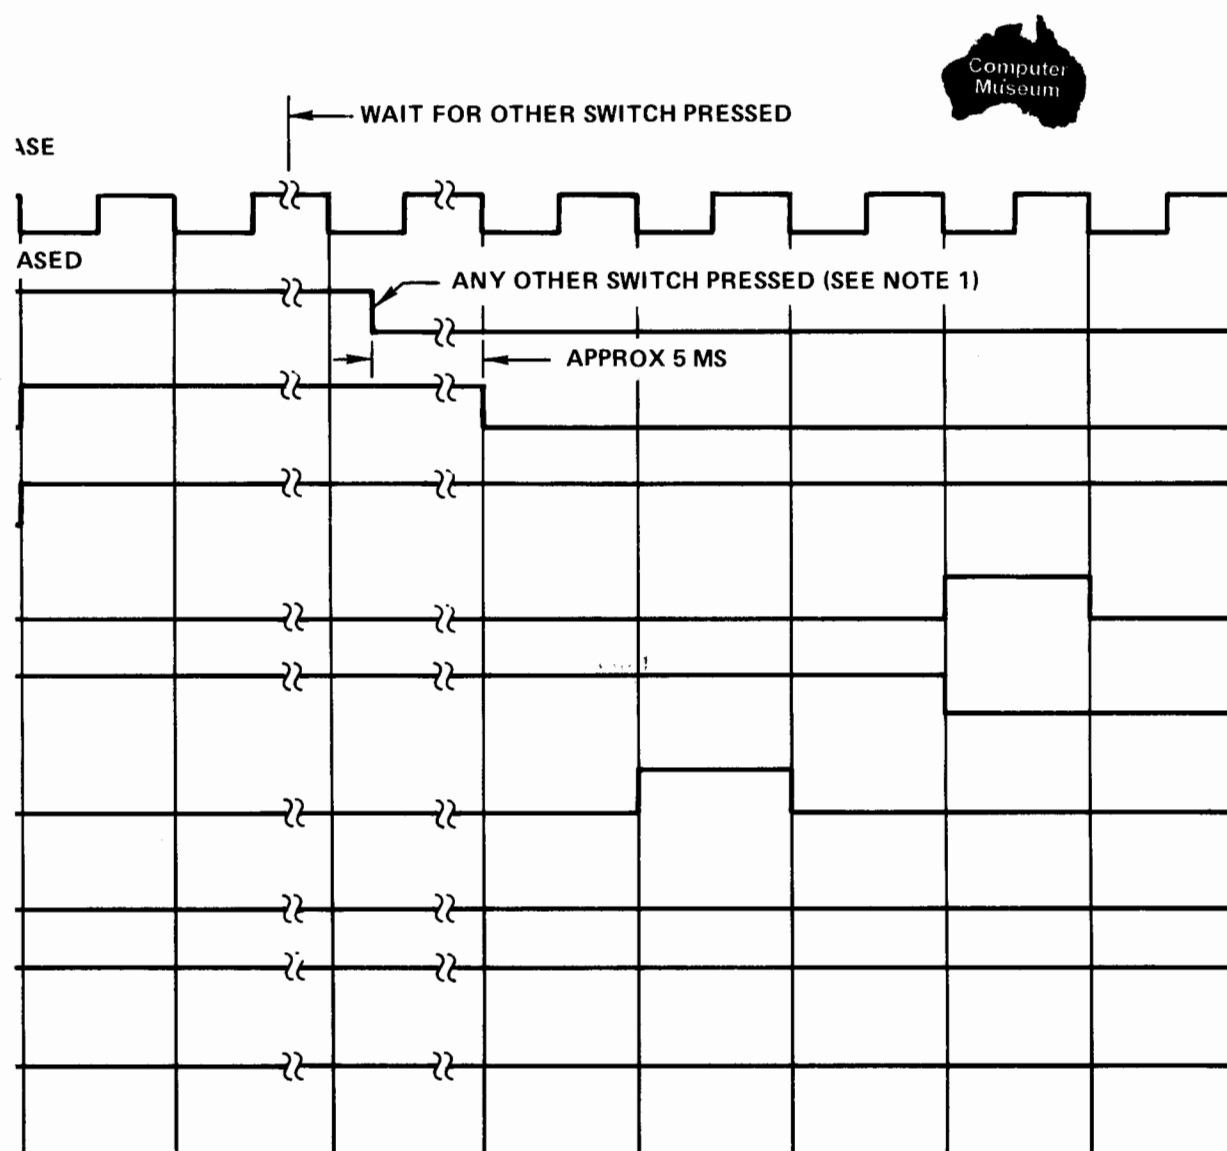 Computer
Museum
WAIT FOR OTHER SWITCH PRESSED
ASE
ASED
ANY OTHER SWITCH PRESSED (SEE NOTE 1)
APPROX 5 MS